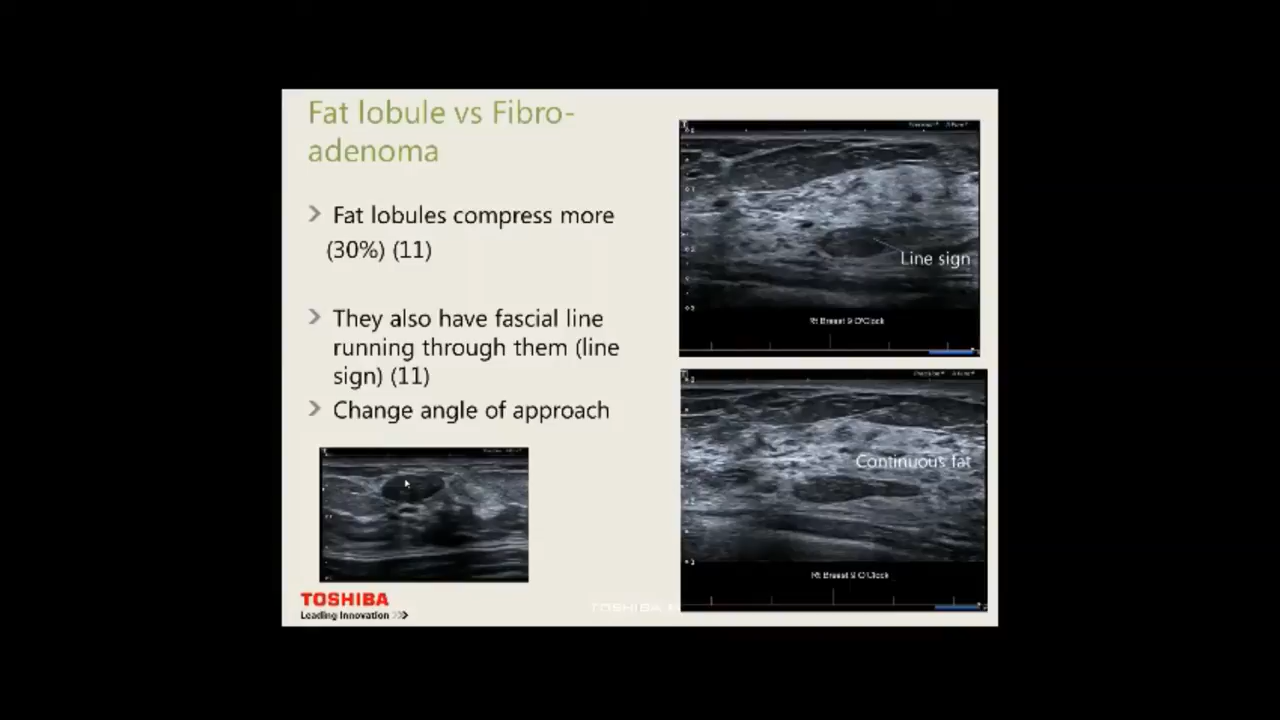 Fat lobule vs Fibro-
adenoma
Fat lobules compress more
(30%) (11)
They also have fascial line
running through them (line
sign) (11)
Change angle of approach
TOSHIBA
Leading Innovation >>>
Line sign
Rt Breast 9 O'Clock
Continuous fat
Rt Breast 9 O'Clock
TOSHIBA